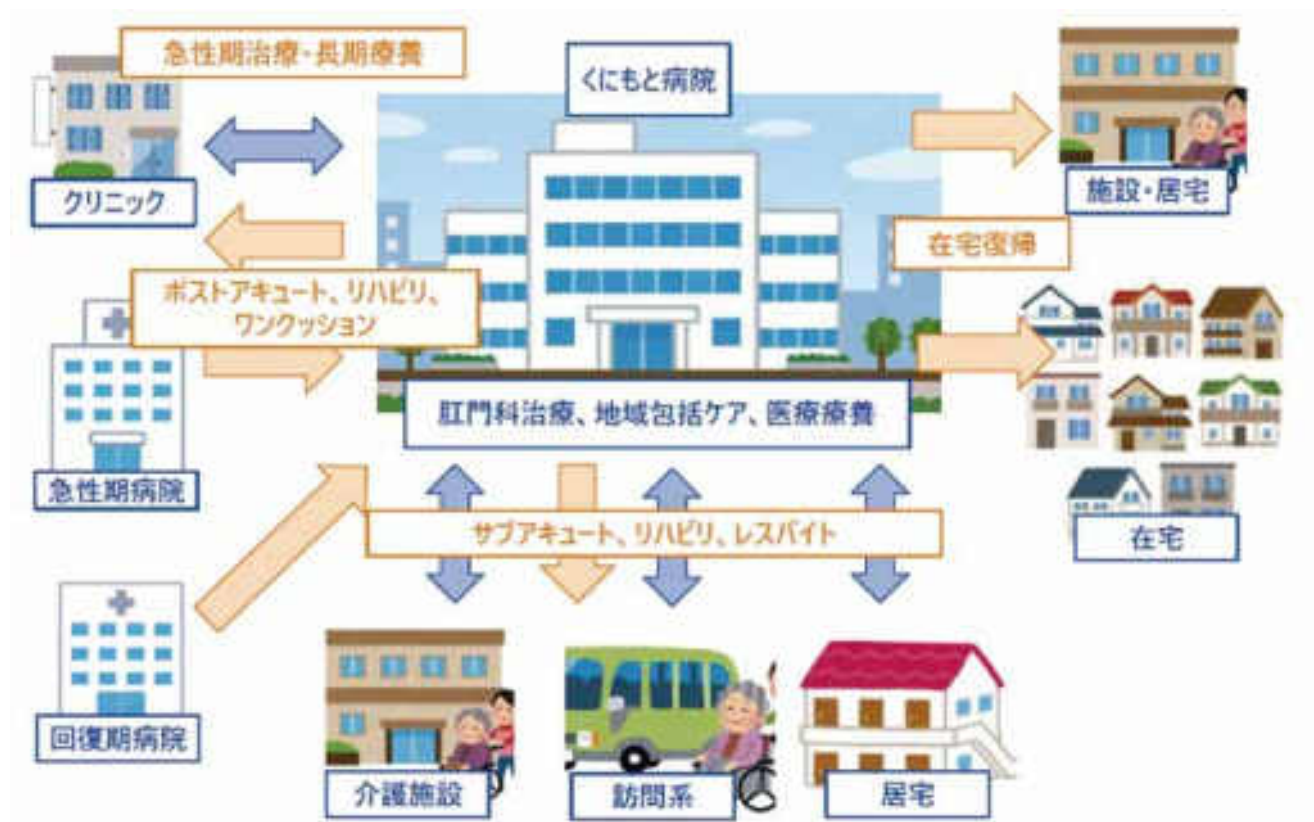 急性期治療・長期療養
くにもと病院
クリニック
施設・居宅
在宅復帰
ポストアキュート、リハビリ、
ワンクッション
肛門科治療、地域包括ケア、医療療養
急性期病院
サブアキュート、リハビリ、レスパイト
在宅
回復期病院
介護施設
訪問系
居宅